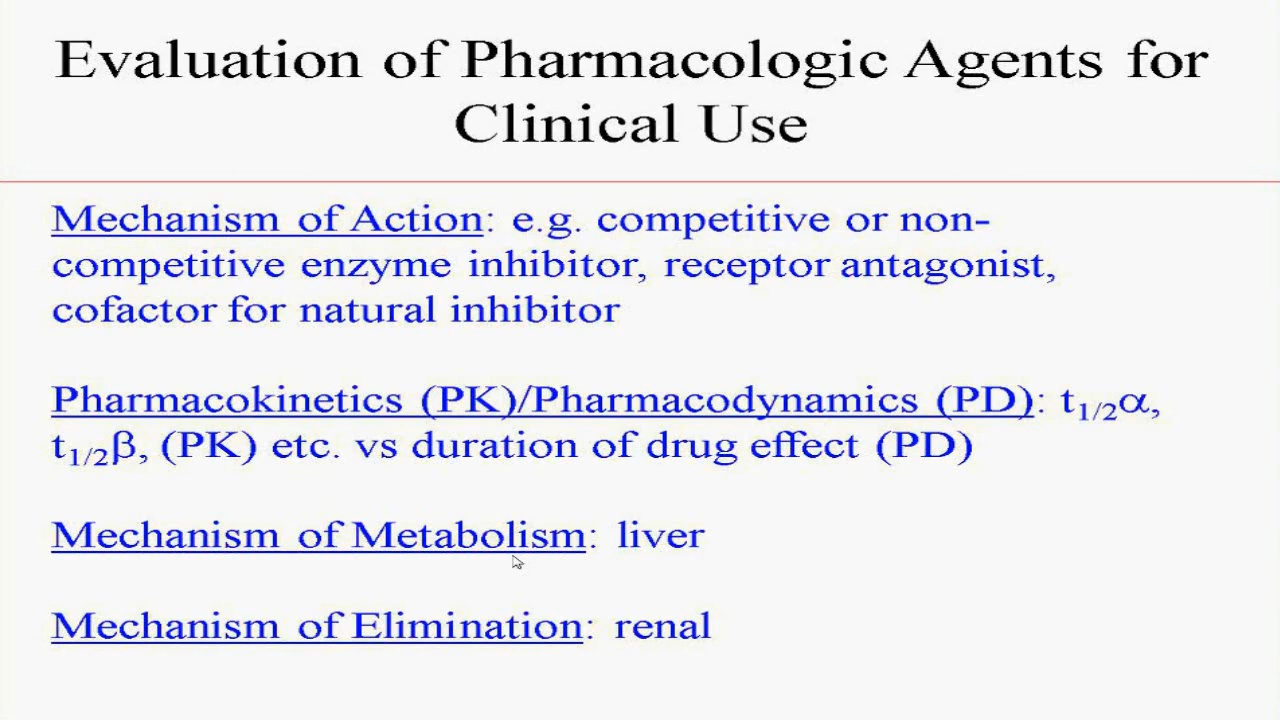 Evaluation of Pharmacologic Agents for
Clinical Use
Mechanism of Action: e.g. competitive or non-
competitive enzyme inhibitor, receptor antagonist,
cofactor for natural inhibitor
Pharmacokinetics (PK)/Pharmacodynamics (PD): t1/2α,
t1/2β, (PK) etc. vs duration of drug effect (PD)
Mechanism of Metabolism: liver
Mechanism of Elimination: renal